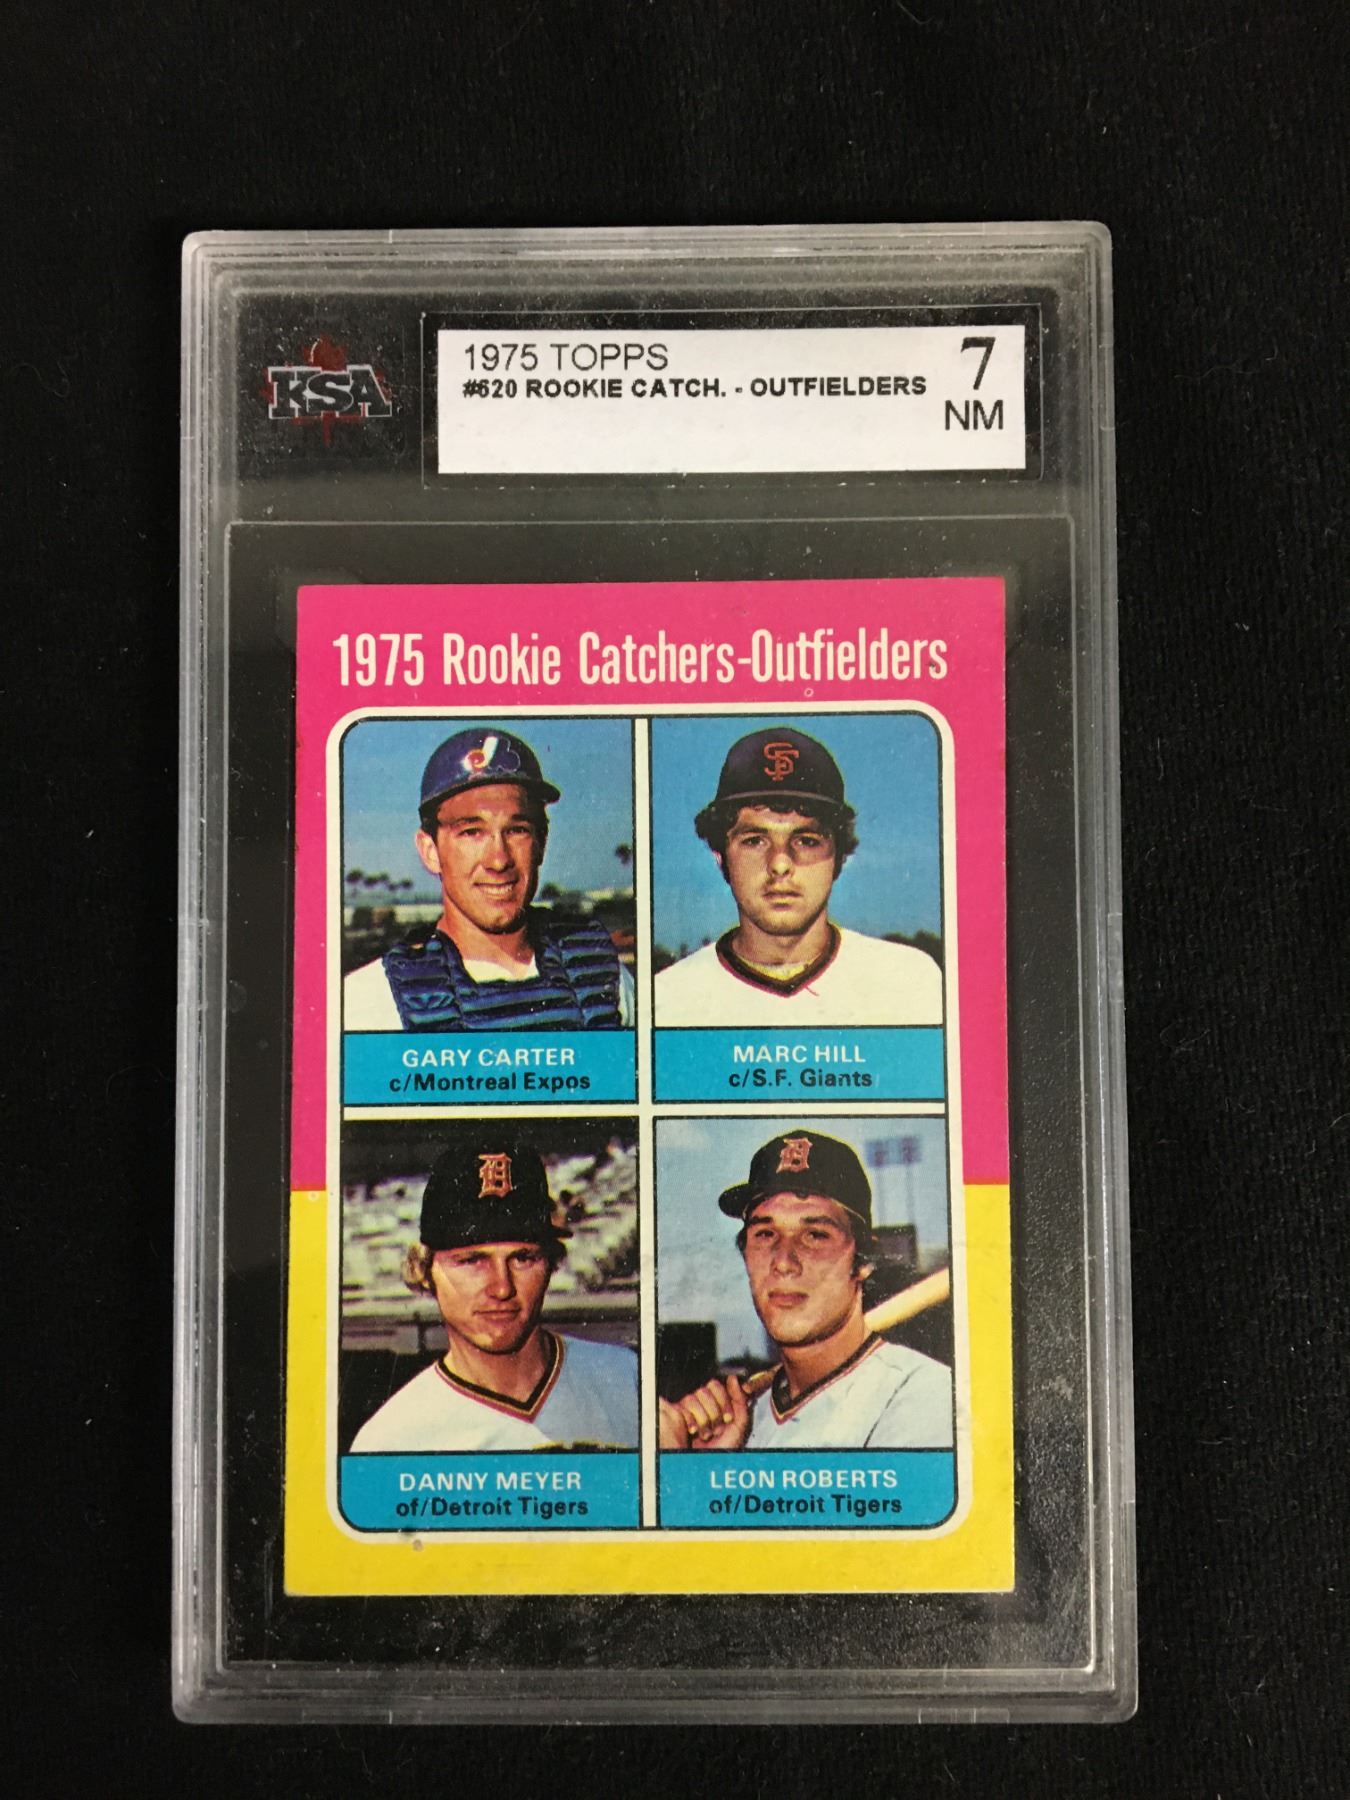 KSA
1975 TOPPS
#620 ROOKIE CATCH. - OUTFIELDERS
7
NM
1975 Rookie Catchers-Outfielders
SF
GARY CARTER
c/Montreal Expos
MARC HILL
c/S.F. Giants
D
D
DANNY MEYER
of/Detroit Tigers
LEON ROBERTS
of/Detroit Tigers